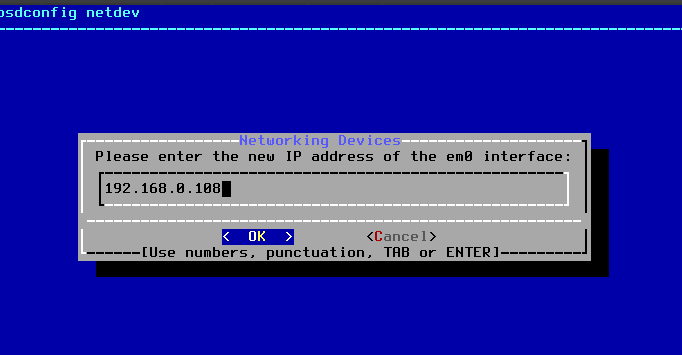 bsdconfig netdev
Networking Devices
Please enter the new IP address of the em0 interface:
192.168.0.108
< OK > <Cancel>
[Use numbers, punctuation, TAB or ENTER]